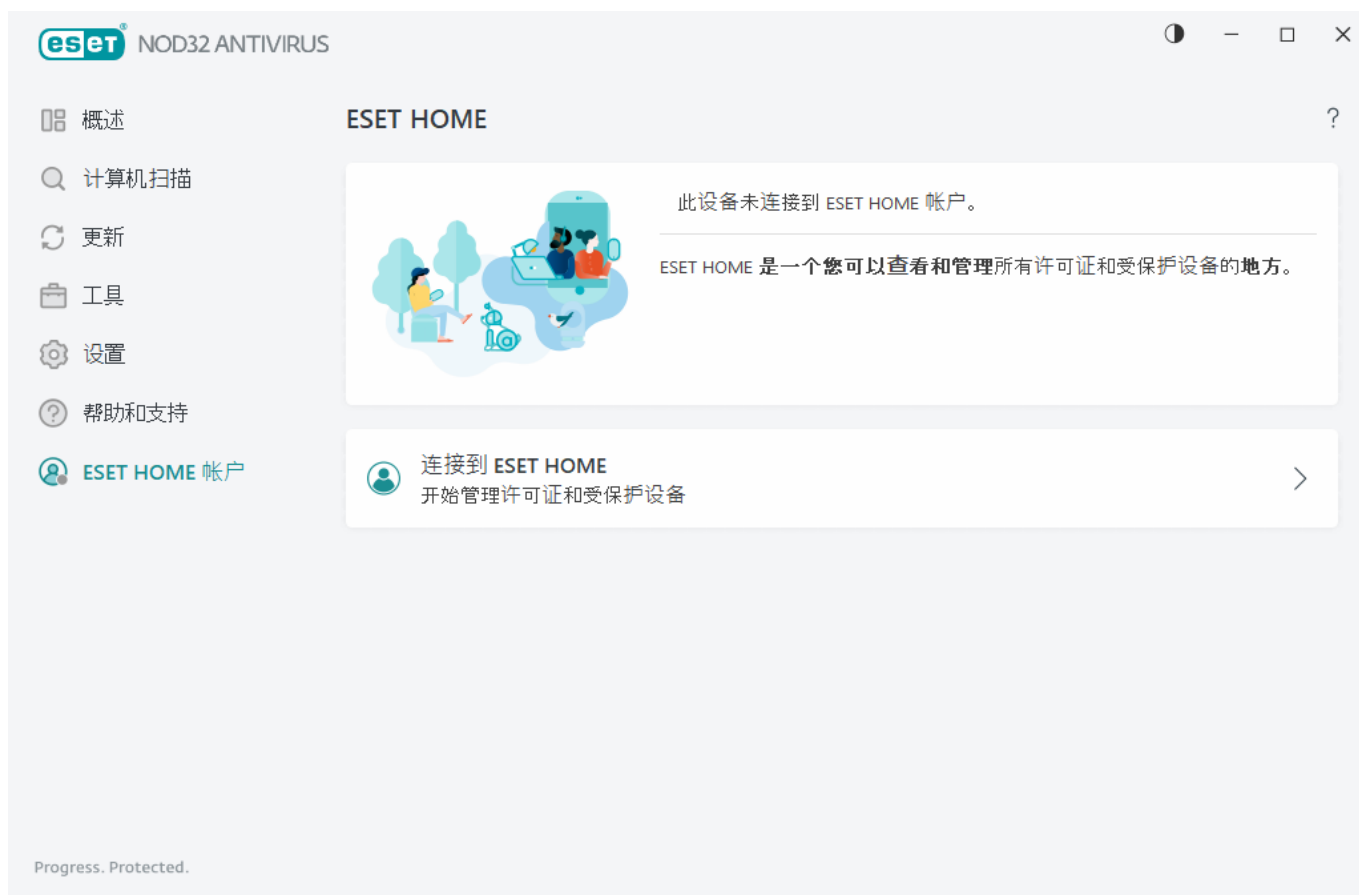 eset® NOD32 ANTIVIRUS
概述
计算机扫描
更新
工具
设置
帮助和支持
ESET HOME 帐户
ESET HOME
?
此设备未连接到 ESET HOME 帐户。
ESET HOME 是一个您可以查看和管理所有许可证和受保护设备的地方。
连接到 ESET HOME
开始管理许可证和受保护设备
Progress. Protected.